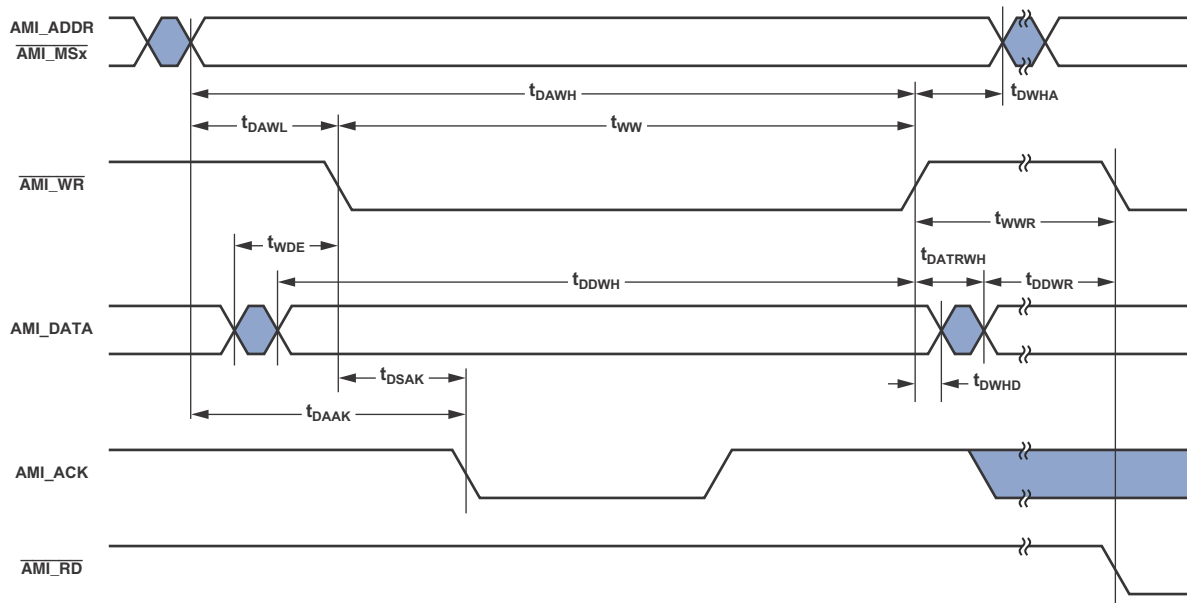 AMI_ADDR
AMI_MSx
tDAWH
tDWHA
tDAWL
tWW
AMI_WR
tWWR
tWDE
tDATRWH
tDDWH
tDDWR
AMI_DATA
tDSAK
tDWHD
tDAAK
AMI_ACK
AMI_RD